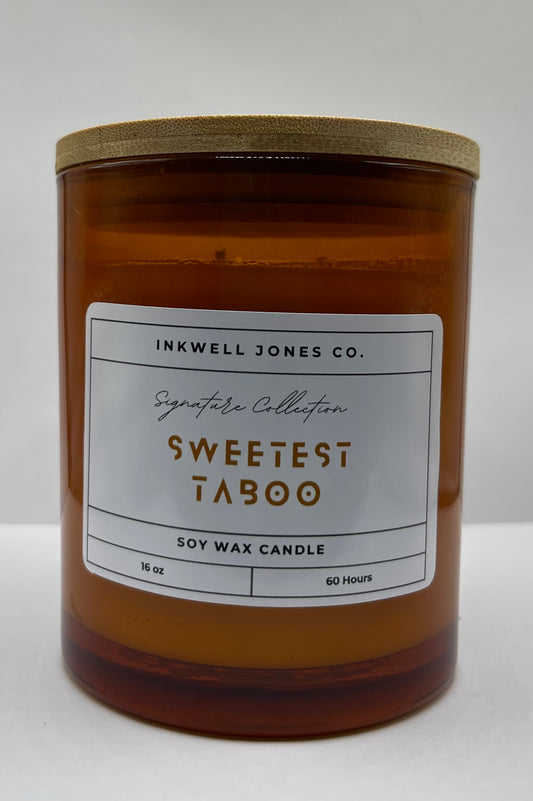 INKWELL JONES CO.
Signature Collection
SWEETEST
TABOO
SOY WAX CANDLE
16 oz
60 Hours